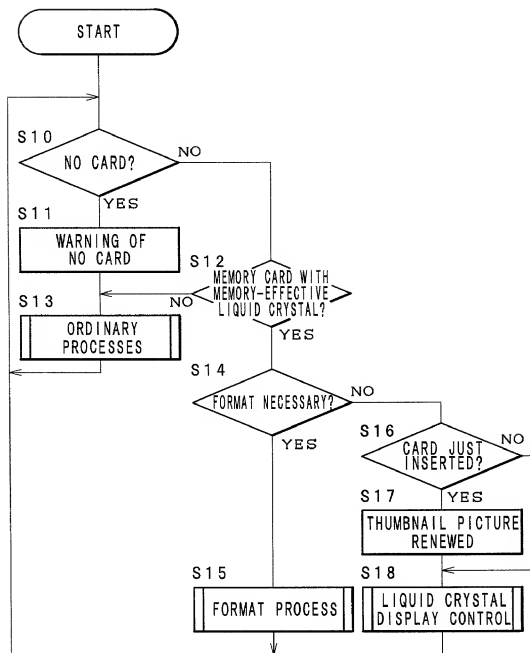 START
S10
NO CARD?
NO
YES
S11
WARNING OF
NO CARD
S12
MEMORY CARD WITH
MEMORY-EFFECTIVE
LIQUID CRYSTAL?
NO
YES
S13
ORDINARY
PROCESSES
S14
FORMAT NECESSARY?
NO
YES
S16
CARD JUST
INSERTED?
NO
YES
S17
THUMBNAIL PICTURE
RENEWED
S15
FORMAT PROCESS
S18
LIQUID CRYSTAL
DISPLAY CONTROL